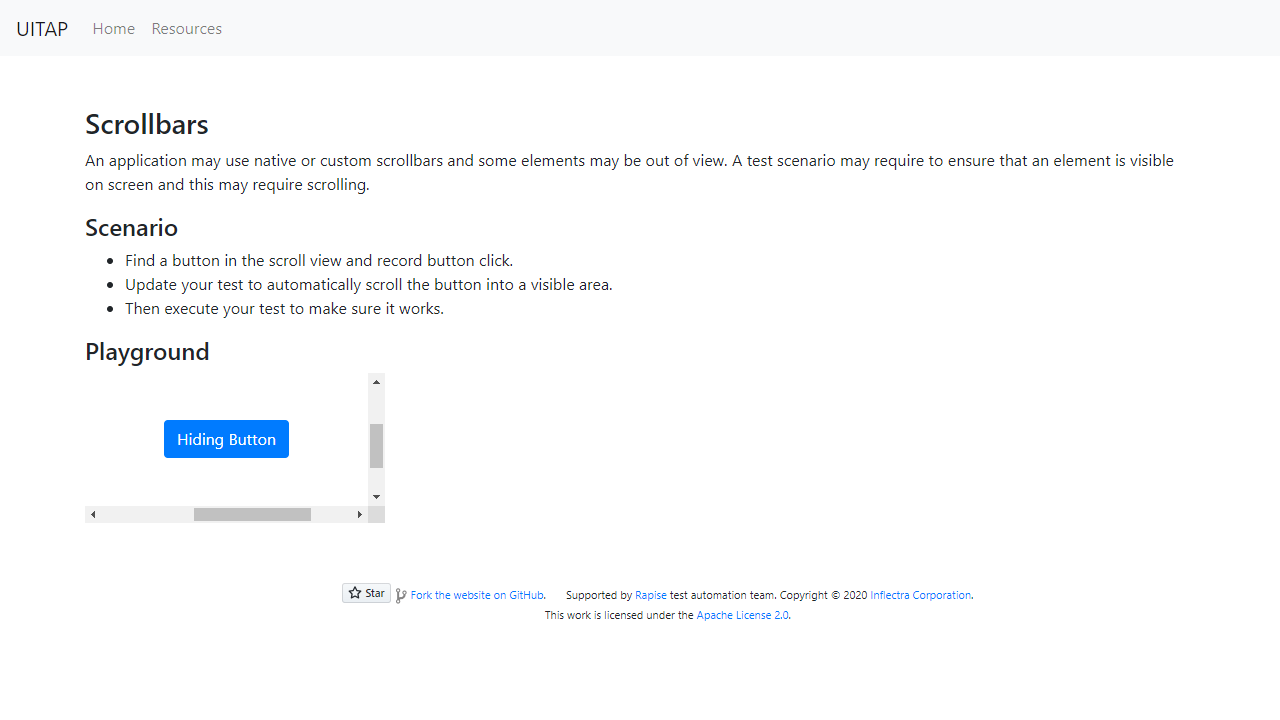 UITAP Home Resources
Scrollbars
An application may use native or custom scrollbars and some elements may be out of view. A test scenario may require to ensure that an element is visible
on screen and this may require scrolling.
Scenario
Find a button in the scroll view and record button click.
Update your test to automatically scroll the button into a visible area.
Then execute your test to make sure it works.
Playground
Hiding Button
Star Fork the website on GitHub. Supported by Rapise test automation team. Copyright © 2020 Inflectra Corporation.
This work is licensed under the Apache License 2.0.